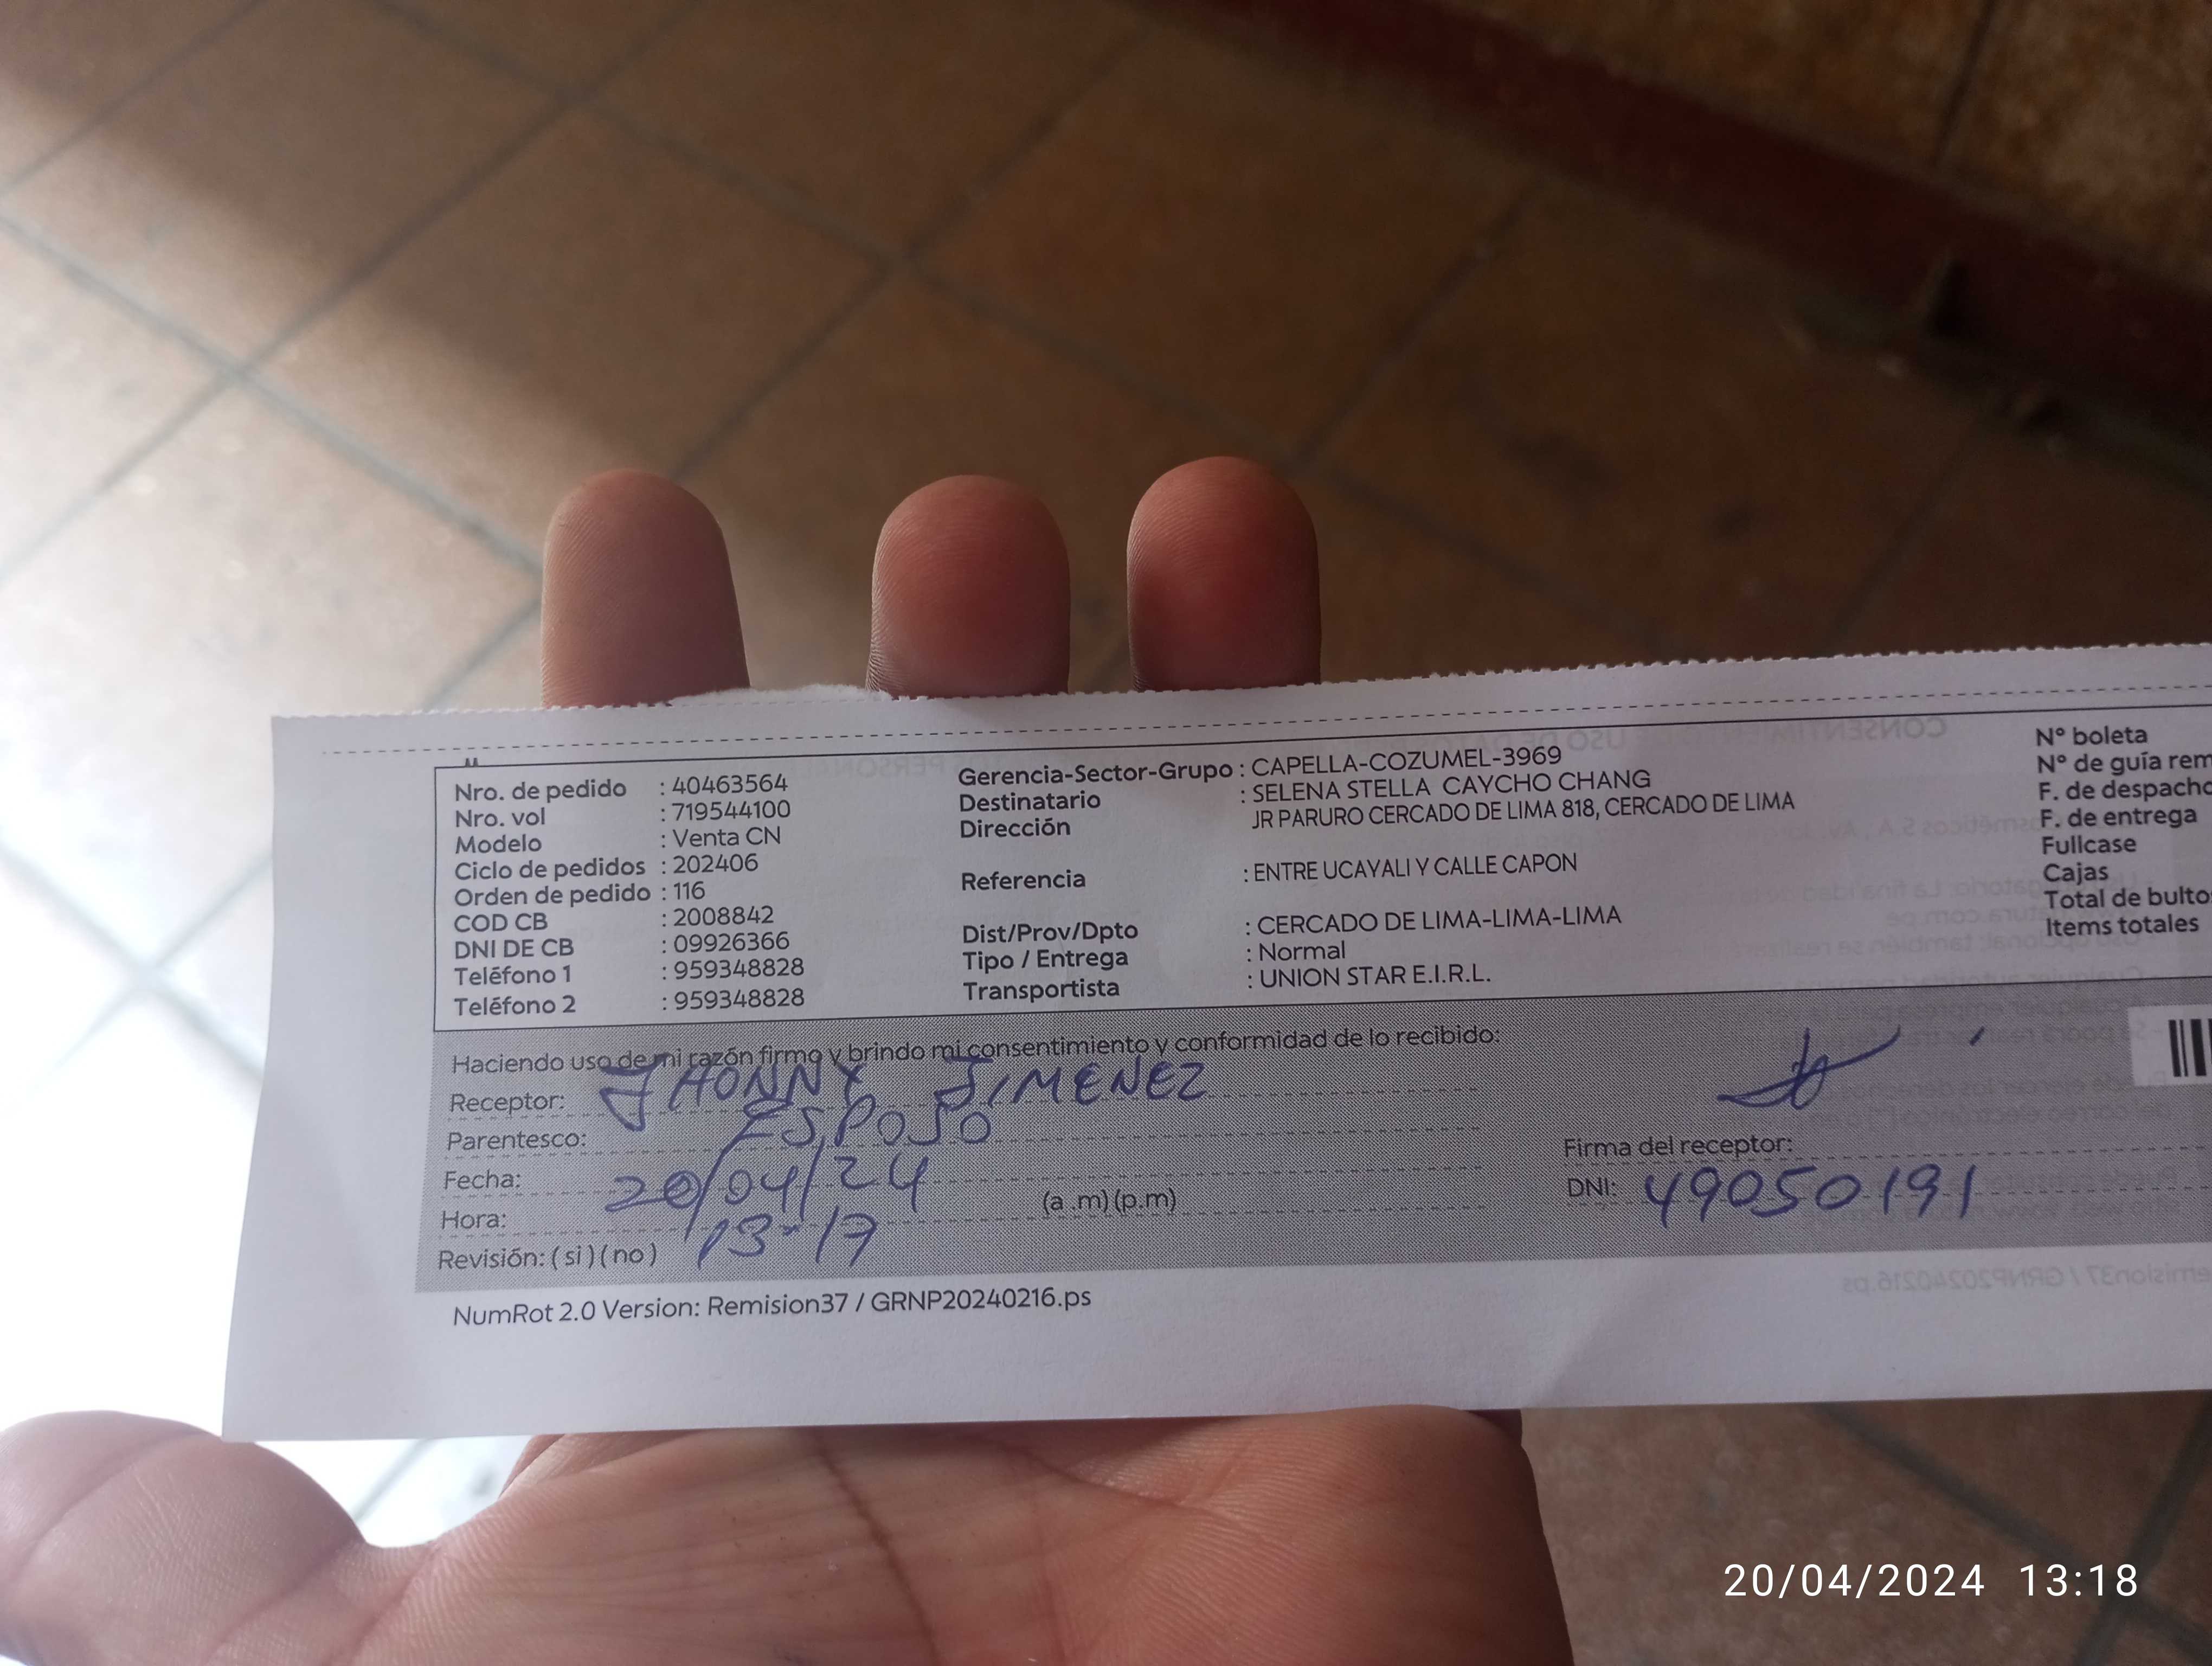 Nro. de pedido : 40463564
Nro. vol : 719544100
Modelo : Venta CN
Ciclo de pedidos : 202406
Orden de pedido : 116
COD CB : 2008842
DNI DE CB : 09926366
Teléfono 1 : 959348828
Teléfono 2 : 959348828
Gerencia-Sector-Grupo : CAPELLA-COZUMEL-3969
Destinatario : SELENA STELLA CAYCHO CHANG
Dirección JR PARURO CERCADO DE LIMA 818, CERCADO DE LIMA
Referencia : ENTRE UCAYALI Y CALLE CAPON
Dist/Prov/Dpto : CERCADO DE LIMA-LIMA-LIMA
Tipo / Entrega : Normal
Transportista : UNION STAR E.I.R.L.
N° boleta
N° de guía rem
F. de despacho
F. de entrega
Fullcase
Cajas
Total de bultos
Items totales
Haciendo uso de mi razón firmo y brindo mi consentimiento y conformidad de lo recibido:
Receptor: JHONNY JIMENEZ
Parentesco: ESPOSO
Fecha: 20/04/24
Hora: 13:17 (a.m)(p.m)
Revisión: (si)(no)
Firma del receptor:
DNI: 49050191
NumRot 2.0 Version: Remision37 / GRNP20240216.ps
20/04/2024 13:18